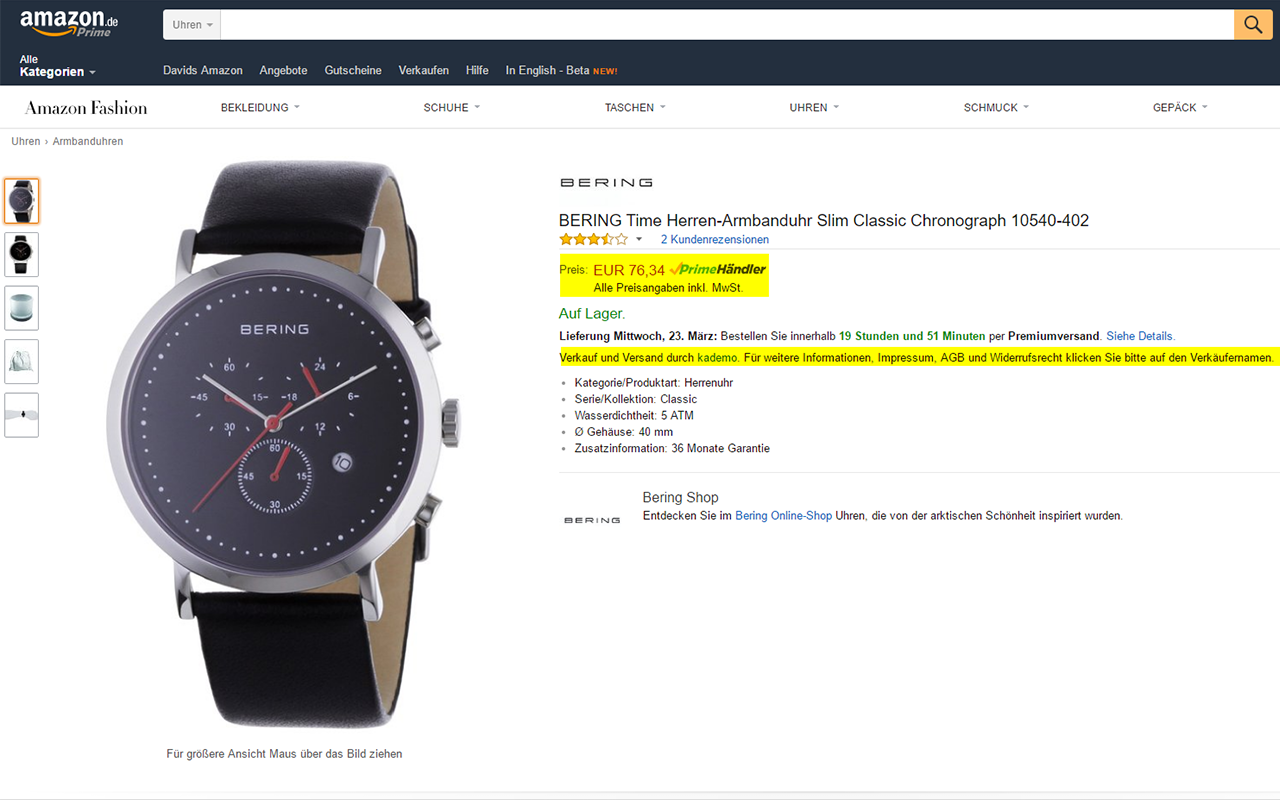 amazon.de
Prime
Uhren
Alle
Kategorien
Davids Amazon Angebote Gutscheine Verkaufen Hilfe In English - Beta NEW!
Amazon Fashion BEKLEIDUNG SCHUHE TASCHEN UHREN SCHMUCK GEPÄCK
Uhren › Armbanduhren
BERING
BERING Time Herren-Armbanduhr Slim Classic Chronograph 10540-402
2 Kundenrezensionen
Preis: EUR 76,34 PrimeHändler
Alle Preisangaben inkl. MwSt.
Auf Lager.
Lieferung Mittwoch, 23. März: Bestellen Sie innerhalb 19 Stunden und 51 Minuten per Premiumversand. Siehe Details.
Verkauf und Versand durch kademo. Für weitere Informationen, Impressum, AGB und Widerrufsrecht klicken Sie bitte auf den Verkäufernamen.
Kategorie/Produktart: Herrenuhr
Serie/Kollektion: Classic
Wasserdichtheit: 5 ATM
Ø Gehäuse: 40 mm
Zusatzinformation: 36 Monate Garantie
Bering Shop
BERING
Entdecken Sie im Bering Online-Shop Uhren, die von der arktischen Schönheit inspiriert wurden.
BERING
60 24
45 15 18 6
30 12
60
45 15
30
10
Für größere Ansicht Maus über das Bild ziehen